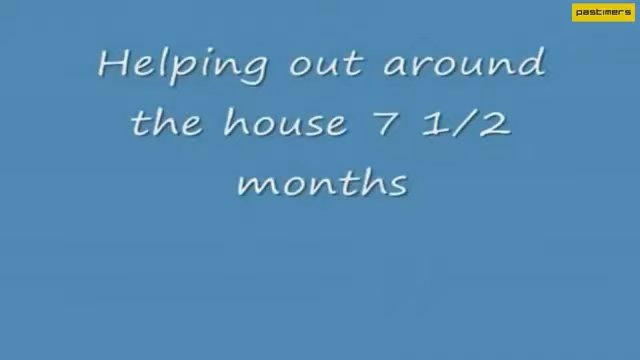 pastimers
Helping out around
the house 7 1/2
months